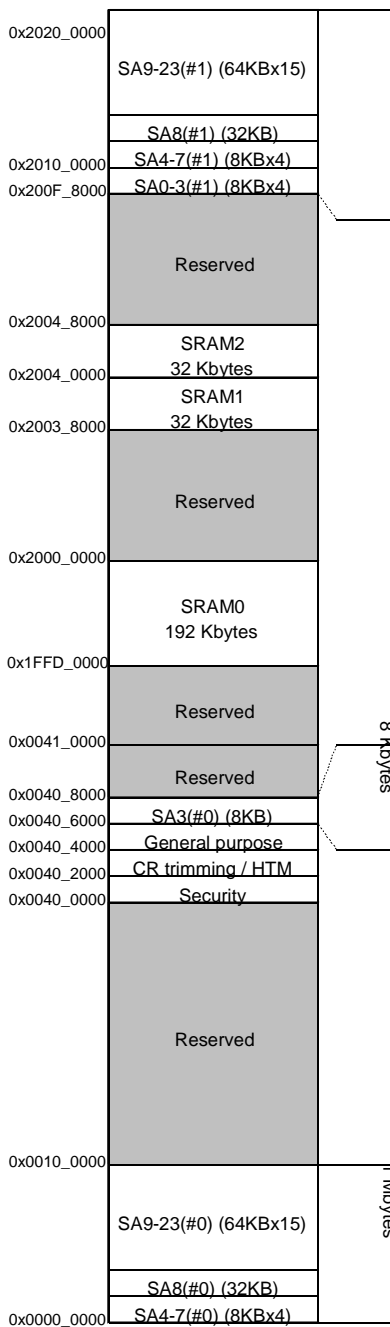 0x2020_0000
SA9-23(#1) (64KBx15)
SA8(#1) (32KB)
SA4-7(#1) (8KBx4)
0x2010_0000
SA0-3(#1) (8KBx4)
0x200F_8000
Reserved
0x2004_8000
SRAM2
32 Kbytes
0x2004_0000
SRAM1
32 Kbytes
0x2003_8000
Reserved
0x2000_0000
SRAM0
192 Kbytes
0x1FFD_0000
Reserved
0x0041_0000
8 Kbytes
Reserved
0x0040_8000
SA3(#0) (8KB)
0x0040_6000
General purpose
0x0040_4000
CR trimming / HTM
0x0040_2000
Security
0x0040_0000
Reserved
0x0010_0000
Mbytes
SA9-23(#0) (64KBx15)
SA8(#0) (32KB)
SA4-7(#0) (8KBx4)
0x0000_0000